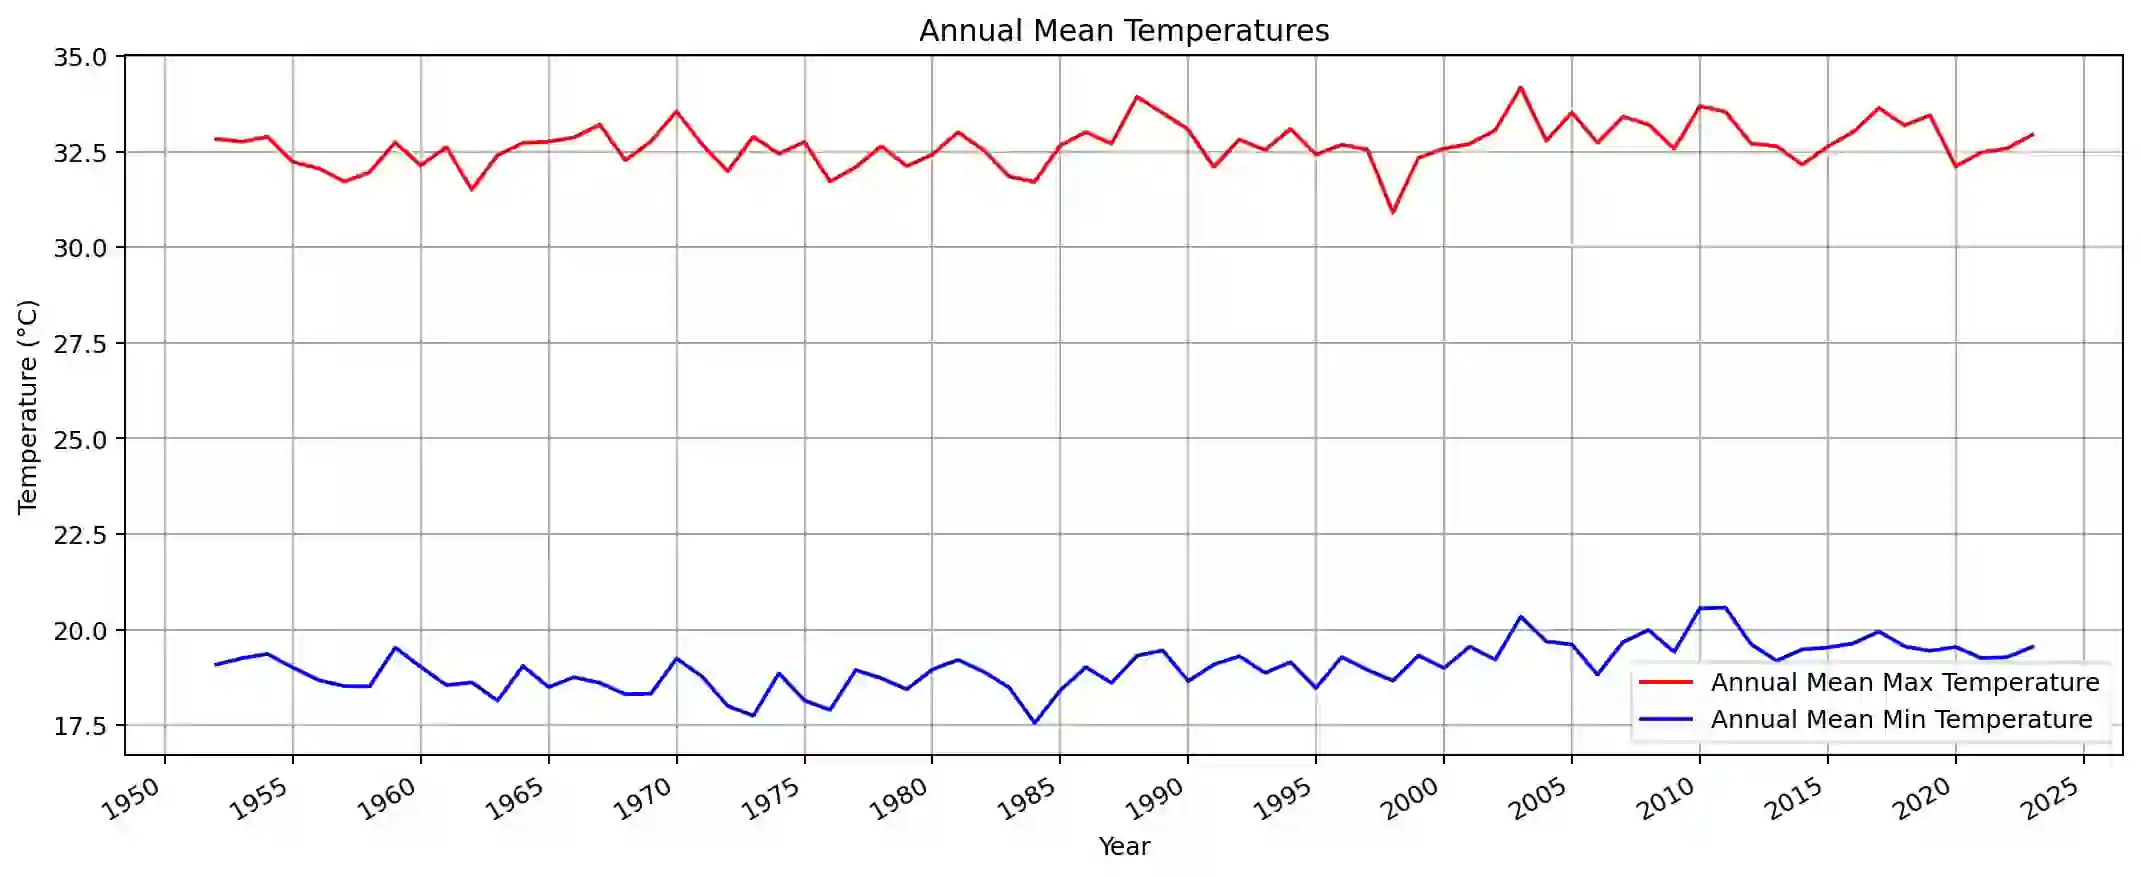 Annual Mean Temperatures
35.0
32.5
30.0
27.5
25.0
22.5
20.0
17.5
Temperature (°C)
Annual Mean Max Temperature
Annual Mean Min Temperature
1950 1955 1960 1965 1970 1975 1980 1985 1990 1995 2000 2005 2010 2015 2020 2025
Year